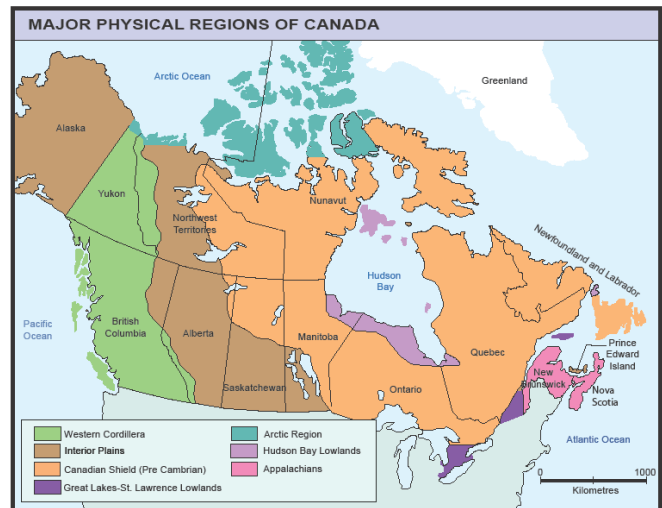 MAJOR PHYSICAL REGIONS OF CANADA
Arctic Ocean
Greenland
Alaska
Yukon
Northwest
Territories
Nunavut
Newfoundland and Labrador
Hudson
Bay
Pacific
Ocean
British
Columbia
Alberta
Saskatchewan
Manitoba
Ontario
Quebec
Prince
Edward
Island
New
Brunswick
Nova
Scotia
Atlantic Ocean
Western Cordillera
Interior Plains
Canadian Shield (Pre Cambrian)
Great Lakes-St. Lawrence Lowlands
Arctic Region
Hudson Bay Lowlands
Appalachians
0 1000
Kilometres